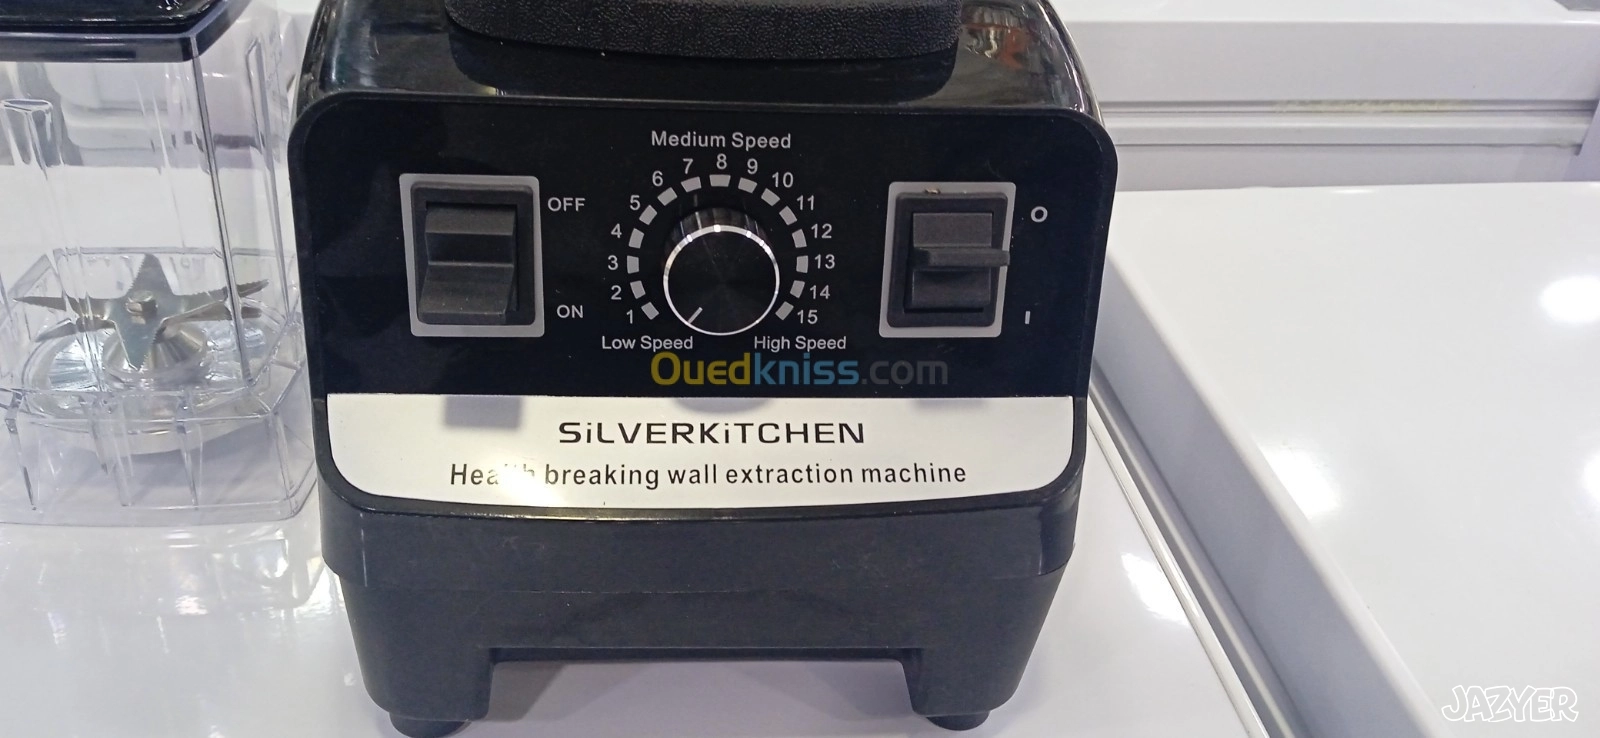 Medium Speed
1 2 3 4 5 6 7 8 9 10 11 12 13 14 15
Low Speed High Speed
OFF
ON
O
I
Ouedkniss.com
SiLVERKiTCHEN
Health breaking wall extraction machine
JAZYER